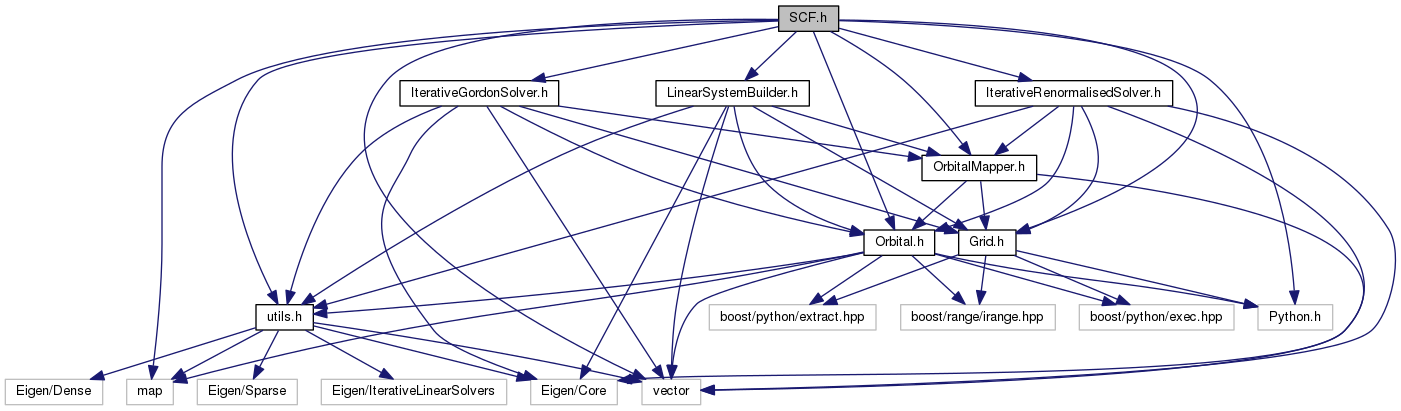 SCF.h
IterativeGordonSolver.h
LinearSystemBuilder.h
IterativeRenormalisedSolver.h
OrbitalMapper.h
Orbital.h
Grid.h
utils.h
boost/python/extract.hpp
boost/range/irange.hpp
boost/python/exec.hpp
Python.h
Eigen/Dense
map
Eigen/Sparse
Eigen/IterativeLinearSolvers
Eigen/Core
vector